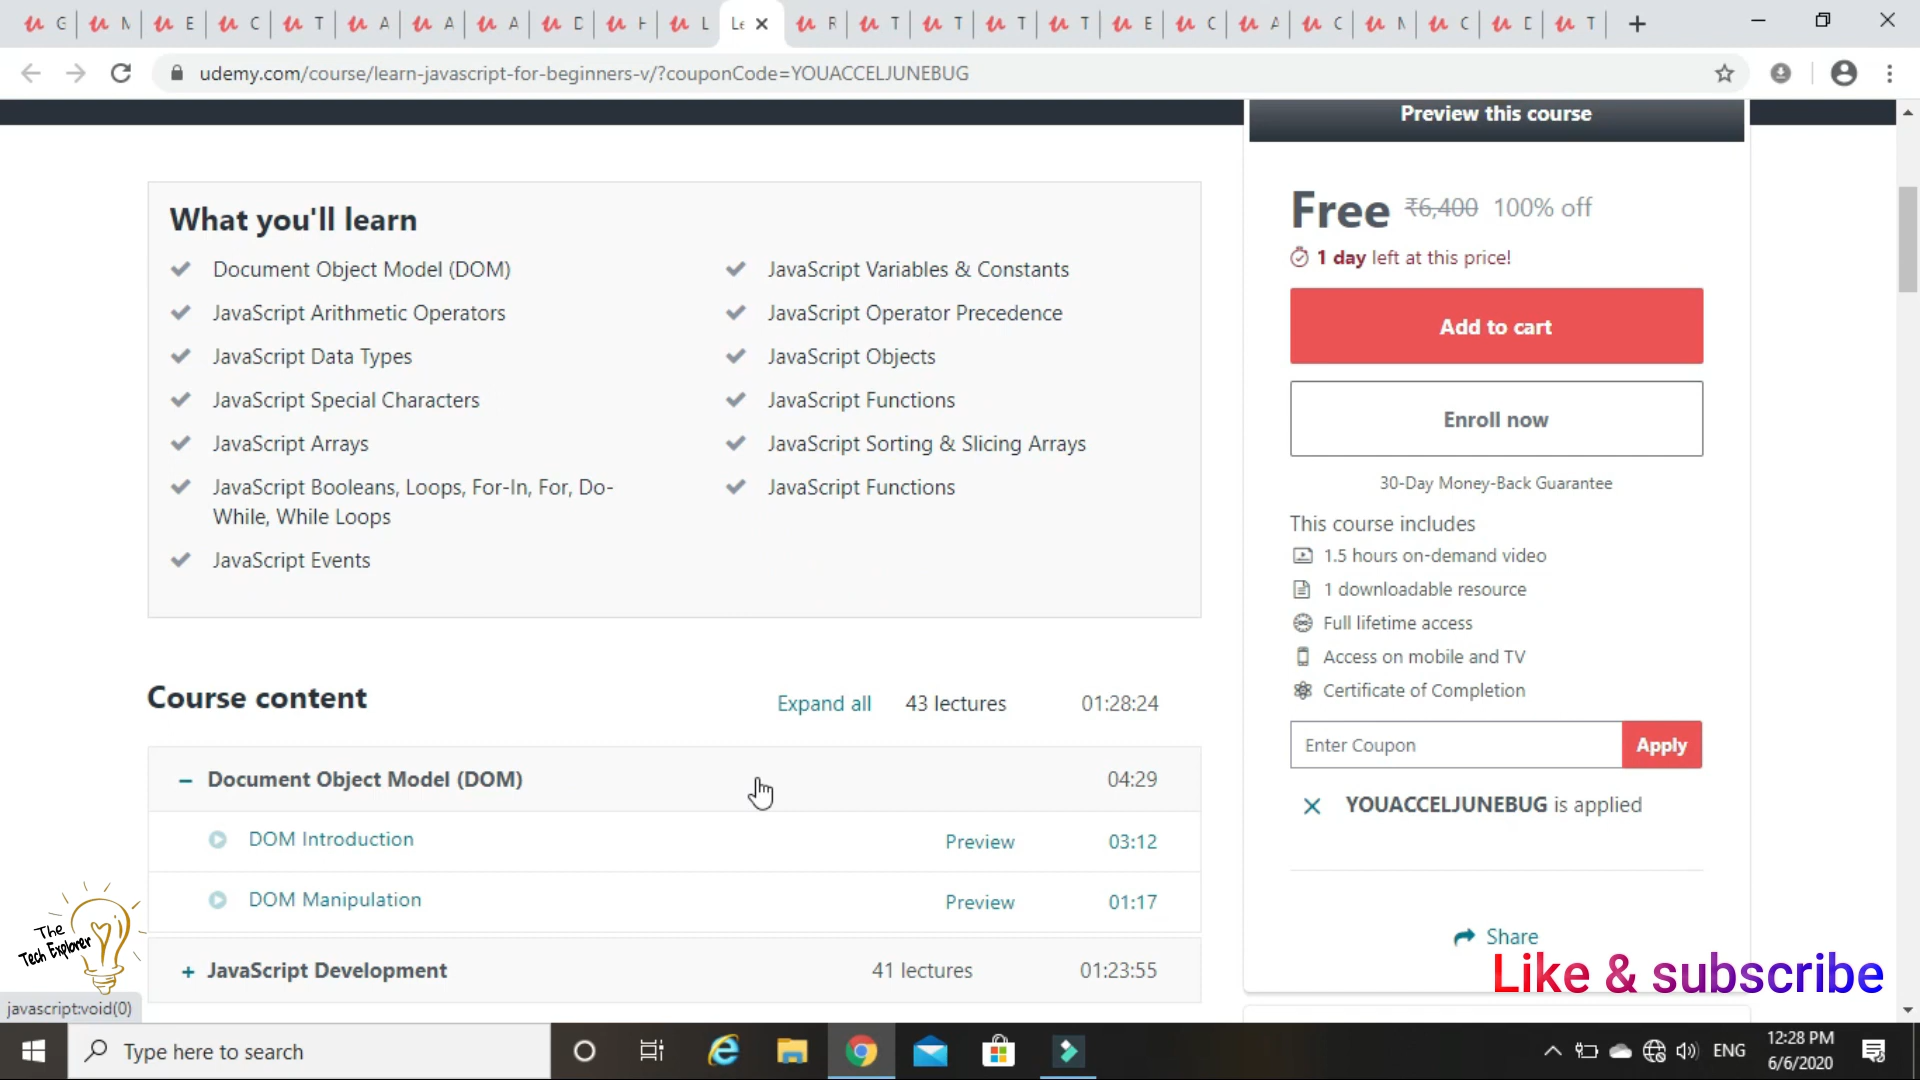 G M E C T A A A D H L Le R T T T T E C A C M C D T
udemy.com/course/learn-javascript-for-beginners-v/?couponCode=YOUACCELJUNEBUG
Preview this course
What you'll learn
Document Object Model (DOM)
JavaScript Variables & Constants
JavaScript Arithmetic Operators
JavaScript Operator Precedence
JavaScript Data Types
JavaScript Objects
JavaScript Special Characters
JavaScript Functions
JavaScript Arrays
JavaScript Sorting & Slicing Arrays
JavaScript Booleans, Loops, For-In, For, Do-
While, While Loops
JavaScript Functions
JavaScript Events
Free ₹6,400 100% off
1 day left at this price!
Add to cart
Enroll now
30-Day Money-Back Guarantee
This course includes
1.5 hours on-demand video
1 downloadable resource
Full lifetime access
Access on mobile and TV
Certificate of Completion
Enter Coupon Apply
YOUACCELJUNEBUG is applied
Share
Course content Expand all 43 lectures 01:28:24
Document Object Model (DOM) 04:29
DOM Introduction Preview 03:12
DOM Manipulation Preview 01:17
JavaScript Development 41 lectures 01:23:55
The
Tech Explorer
Like & subscribe
javascript:void(0)
Type here to search
ENG
12:28 PM
6/6/2020